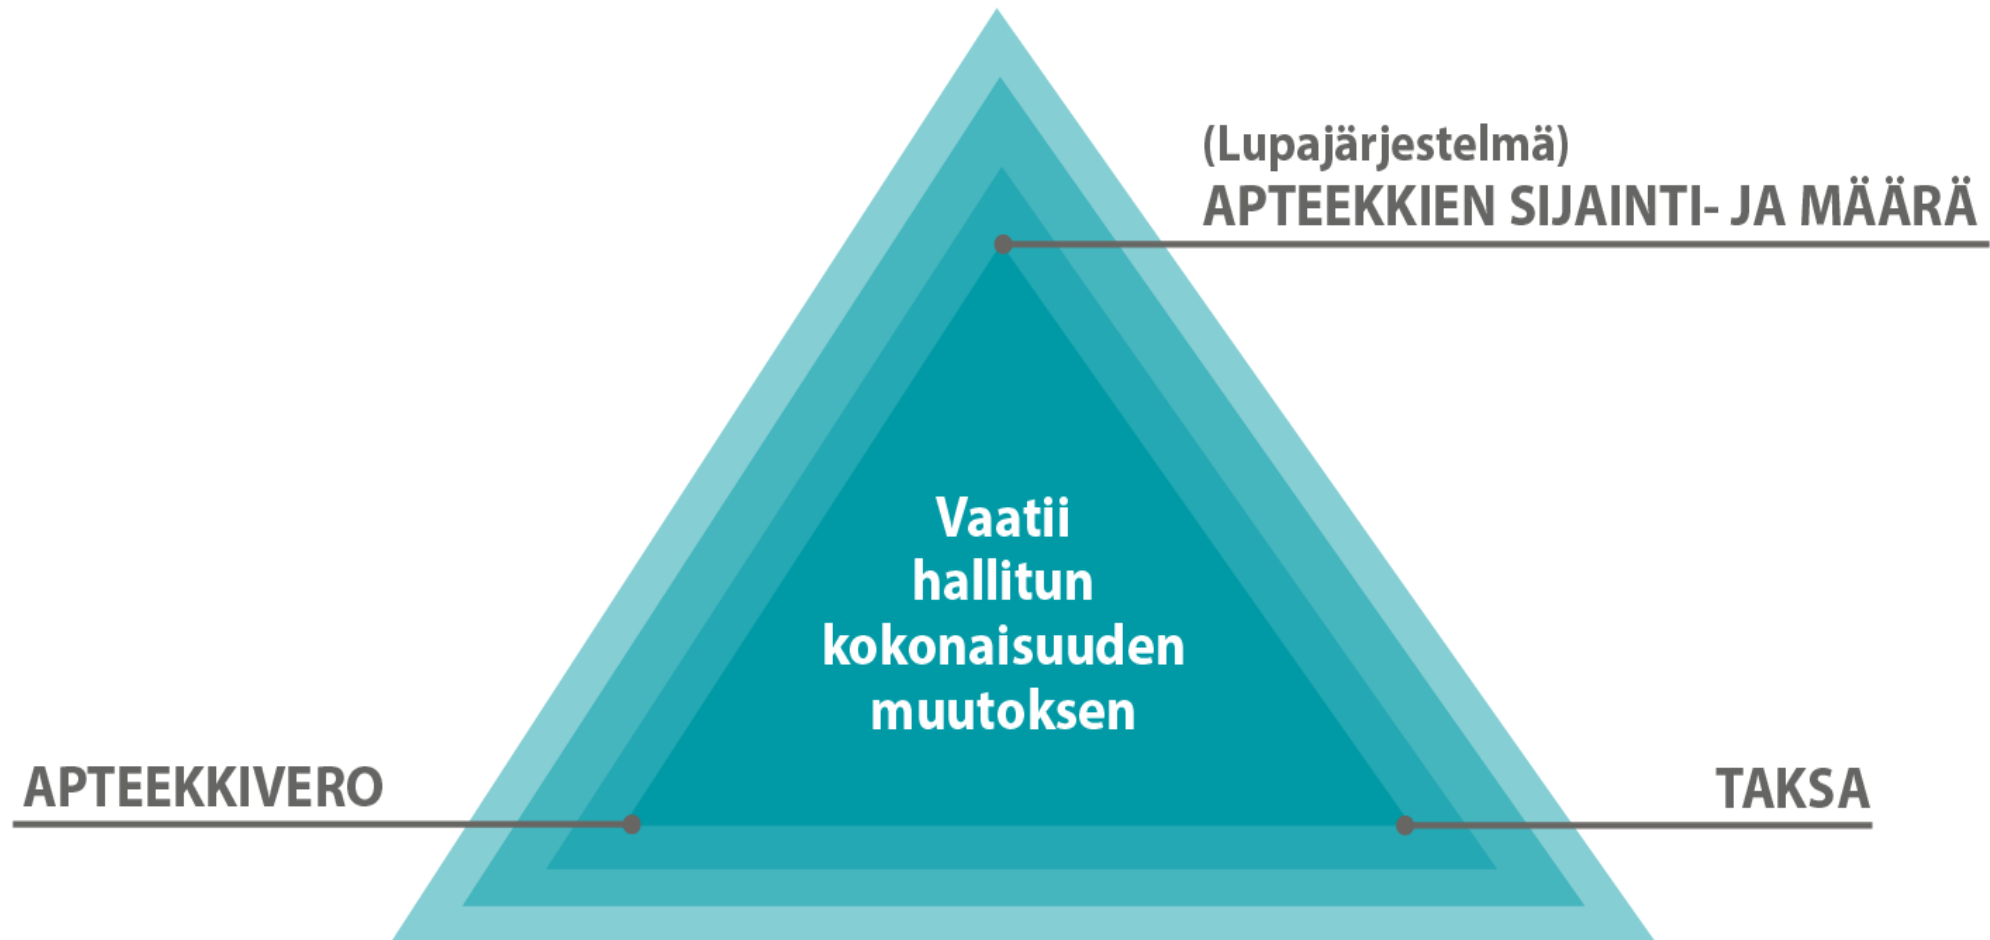 (Lupajärjestelmä)
APTEEKKIEN SIJAINTI- JA MÄÄRÄ
Vaatii
hallitun
kokonaisuuden
muutoksen
APTEEKKIVERO
TAKSA